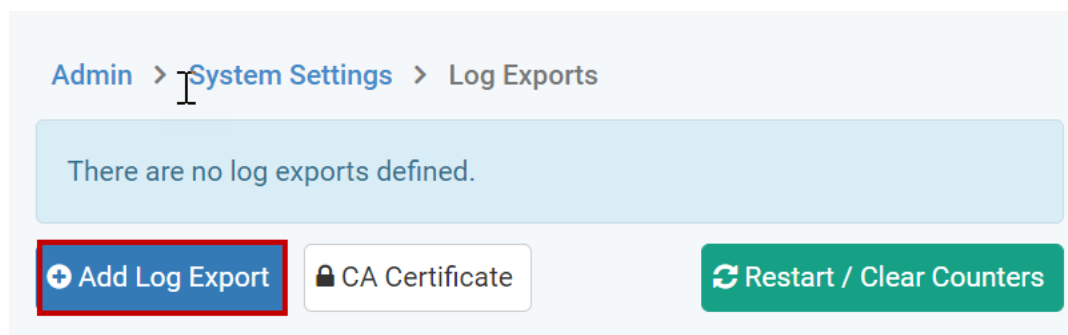 Admin > System Settings > Log Exports
There are no log exports defined.
Add Log Export CA Certificate Restart / Clear Counters